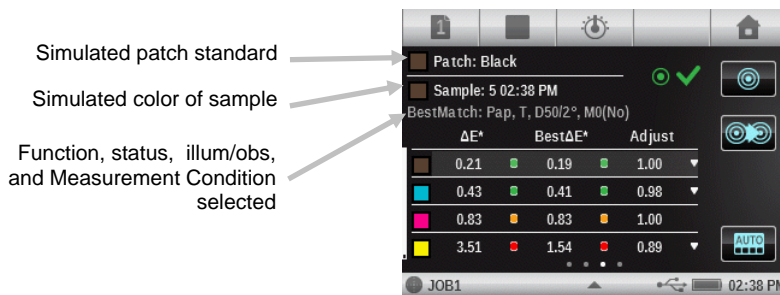 Simulated patch standard
Simulated color of sample
Function, status, illum/obs,
and Measurement Condition
selected
1
Patch: Black
Sample: 5 02:38 PM
BestMatch: Pap, T, D50/2°, M0(No)
ΔE* BestΔE* Adjust
0.21 0.19 1.00
0.43 0.41 0.98
0.83 0.83 1.00
3.51 1.54 0.89
AUTO
JOB1 02:38 PM